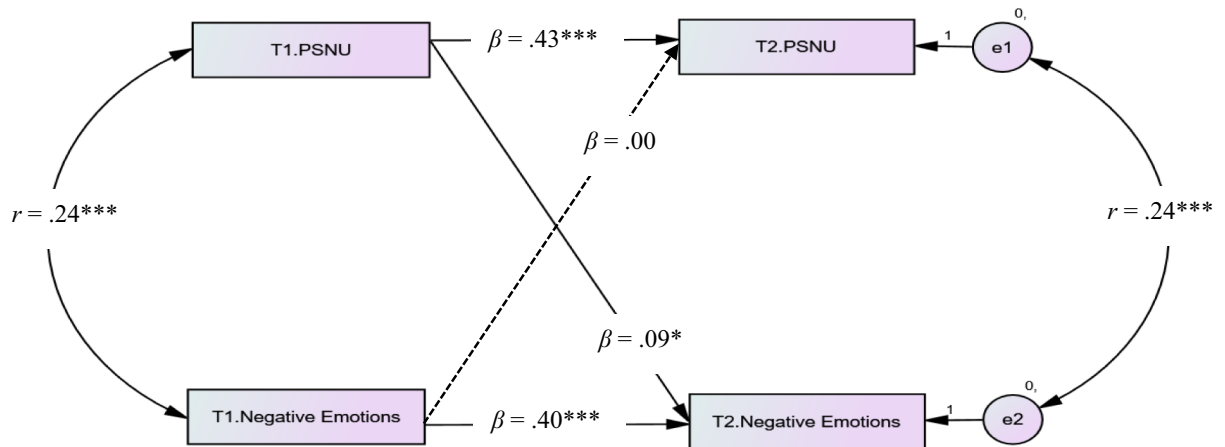 0,
T1.PSNU
β = .43***
T2.PSNU
1
e1
β = .00
r = .24***
r = .24***
β = .09*
0,
T1.Negative Emotions
β = .40***
T2.Negative Emotions
1
e2